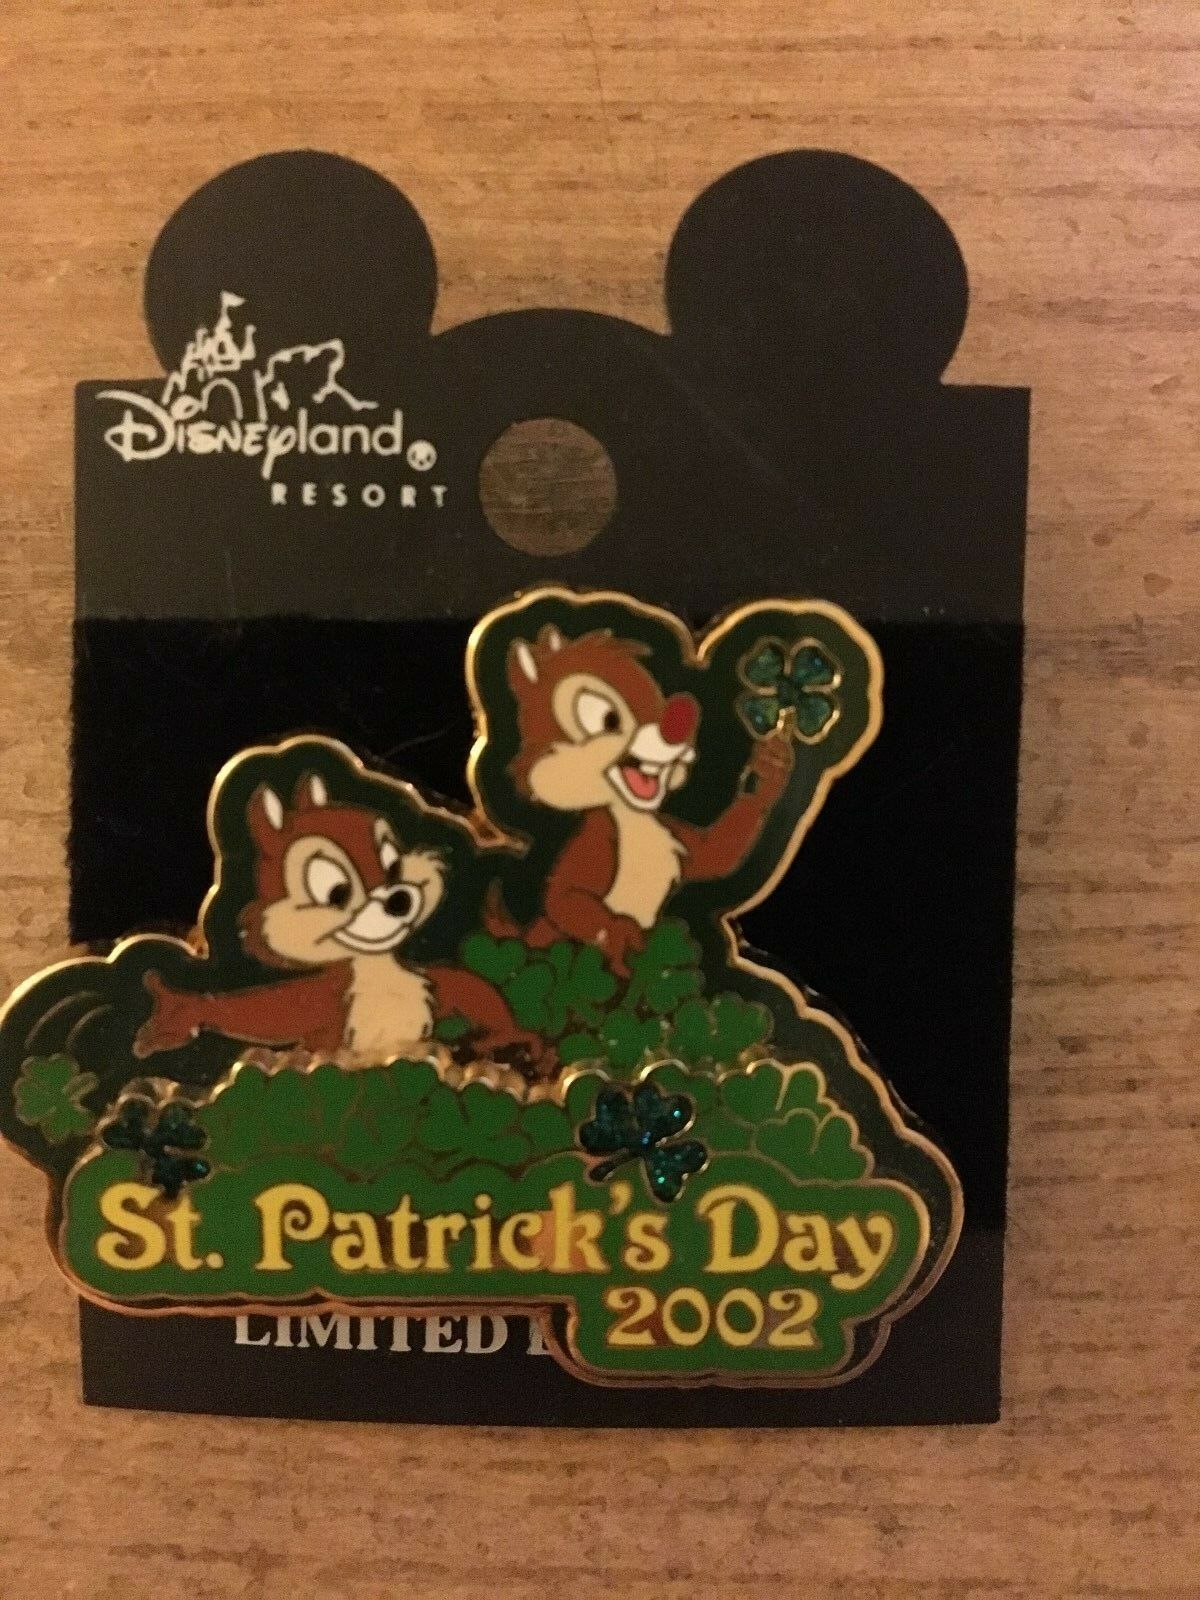 Disneyland®
RESORT
St. Patrick's Day
2002
LIMITED